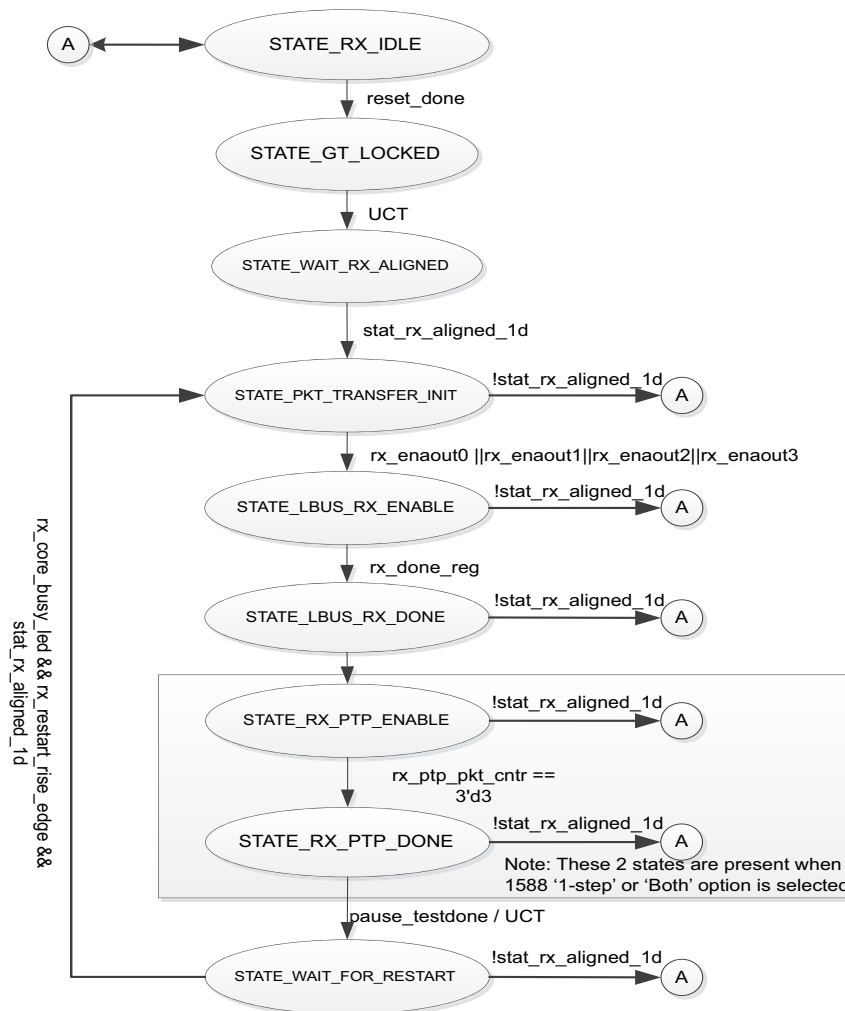 A
STATE_RX_IDLE
reset_done
STATE_GT_LOCKED
UCT
STATE_WAIT_RX_ALIGNED
stat_rx_aligned_1d
STATE_PKT_TRANSFER_INIT
!stat_rx_aligned_1d
A
rx_enaout0 ||rx_enaout1||rx_enaout2||rx_enaout3
STATE_LBUS_RX_ENABLE
!stat_rx_aligned_1d
A
rx_done_reg
STATE_LBUS_RX_DONE
!stat_rx_aligned_1d
A
STATE_RX_PTP_ENABLE
!stat_rx_aligned_1d
A
rx_ptp_pkt_cntr ==
3'd3
STATE_RX_PTP_DONE
!stat_rx_aligned_1d
A
Note: These 2 states are present when
1588 ‘1-step’ or ‘Both’ option is selected
pause_testdone / UCT
STATE_WAIT_FOR_RESTART
!stat_rx_aligned_1d
A
rx_core_busy_led && rx_restart_rise_edge &&
stat_rx_aligned_1d